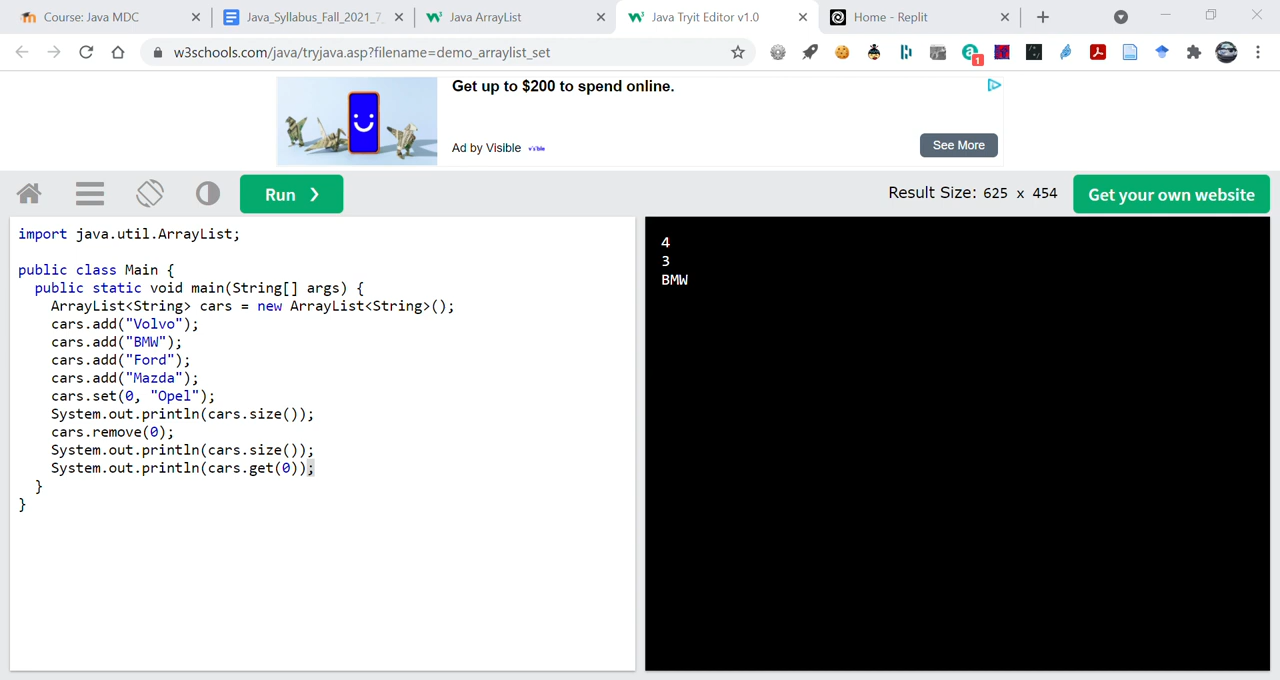 Course: Java MDC
Java_Syllabus_Fall_2021_7
Java ArrayList
Java Tryit Editor v1.0
Home - Replit
w3schools.com/java/tryjava.asp?filename=demo_arraylist_set
1
Get up to $200 to spend online.
Ad by Visible
visible
See More
Run ❯
Result Size: 625 x 454
Get your own website
import java.util.ArrayList;
public class Main {
public static void main(String[] args) {
ArrayList<String> cars = new ArrayList<String>();
cars.add("Volvo");
cars.add("BMW");
cars.add("Ford");
cars.add("Mazda");
cars.set(0, "Opel");
System.out.println(cars.size());
cars.remove(0);
System.out.println(cars.size());
System.out.println(cars.get(0));
}
}
4
3
BMW